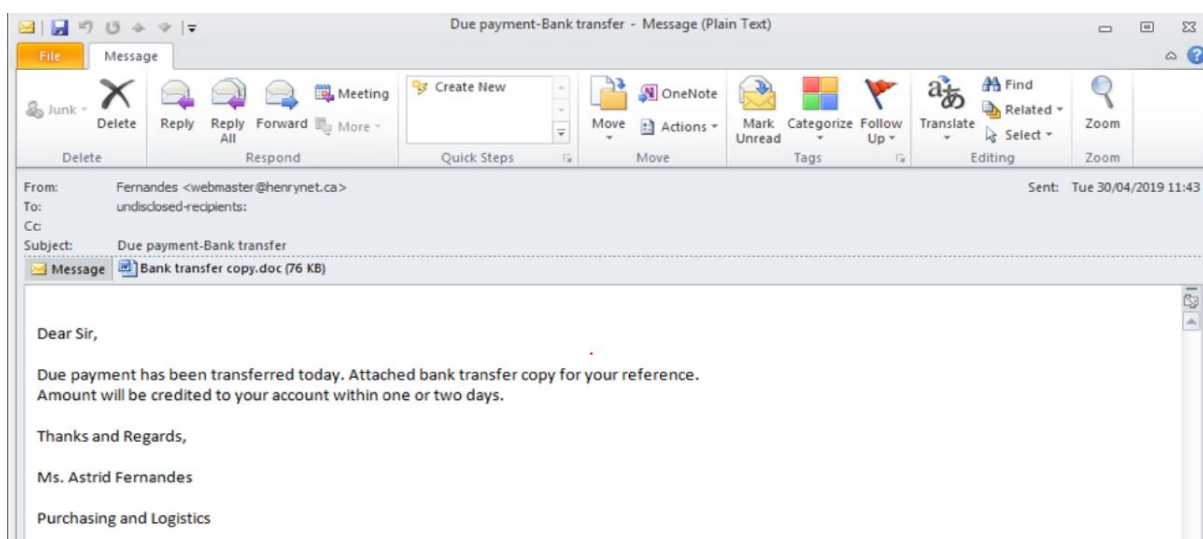 Due payment-Bank transfer - Message (Plain Text)
File Message
Junk Delete Reply Reply All Forward Meeting More Create New Move OneNote Actions Mark Unread Categorize Follow Up Translate Find Related Select Zoom
Delete Respond Quick Steps Move Tags Editing Zoom
From: Fernandes <webmaster@henrynet.ca> Sent: Tue 30/04/2019 11:43
To: undisclosed-recipients:
Cc:
Subject: Due payment-Bank transfer
Message Bank transfer copy.doc (76 KB)
Dear Sir,
Due payment has been transferred today. Attached bank transfer copy for your reference.
Amount will be credited to your account within one or two days.
Thanks and Regards,
Ms. Astrid Fernandes
Purchasing and Logistics